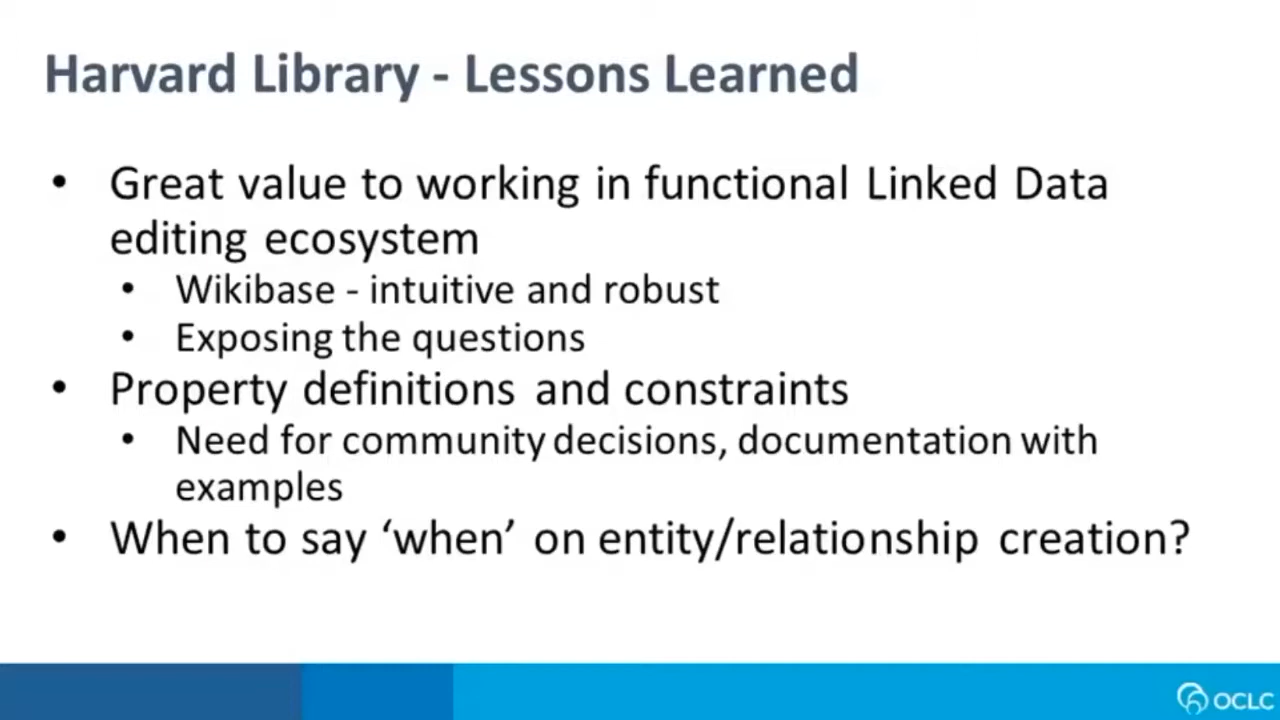 Harvard Library - Lessons Learned
• Great value to working in functional Linked Data
editing ecosystem
• Wikibase - intuitive and robust
• Exposing the questions
• Property definitions and constraints
• Need for community decisions, documentation with
examples
• When to say ‘when’ on entity/relationship creation?
OCLC